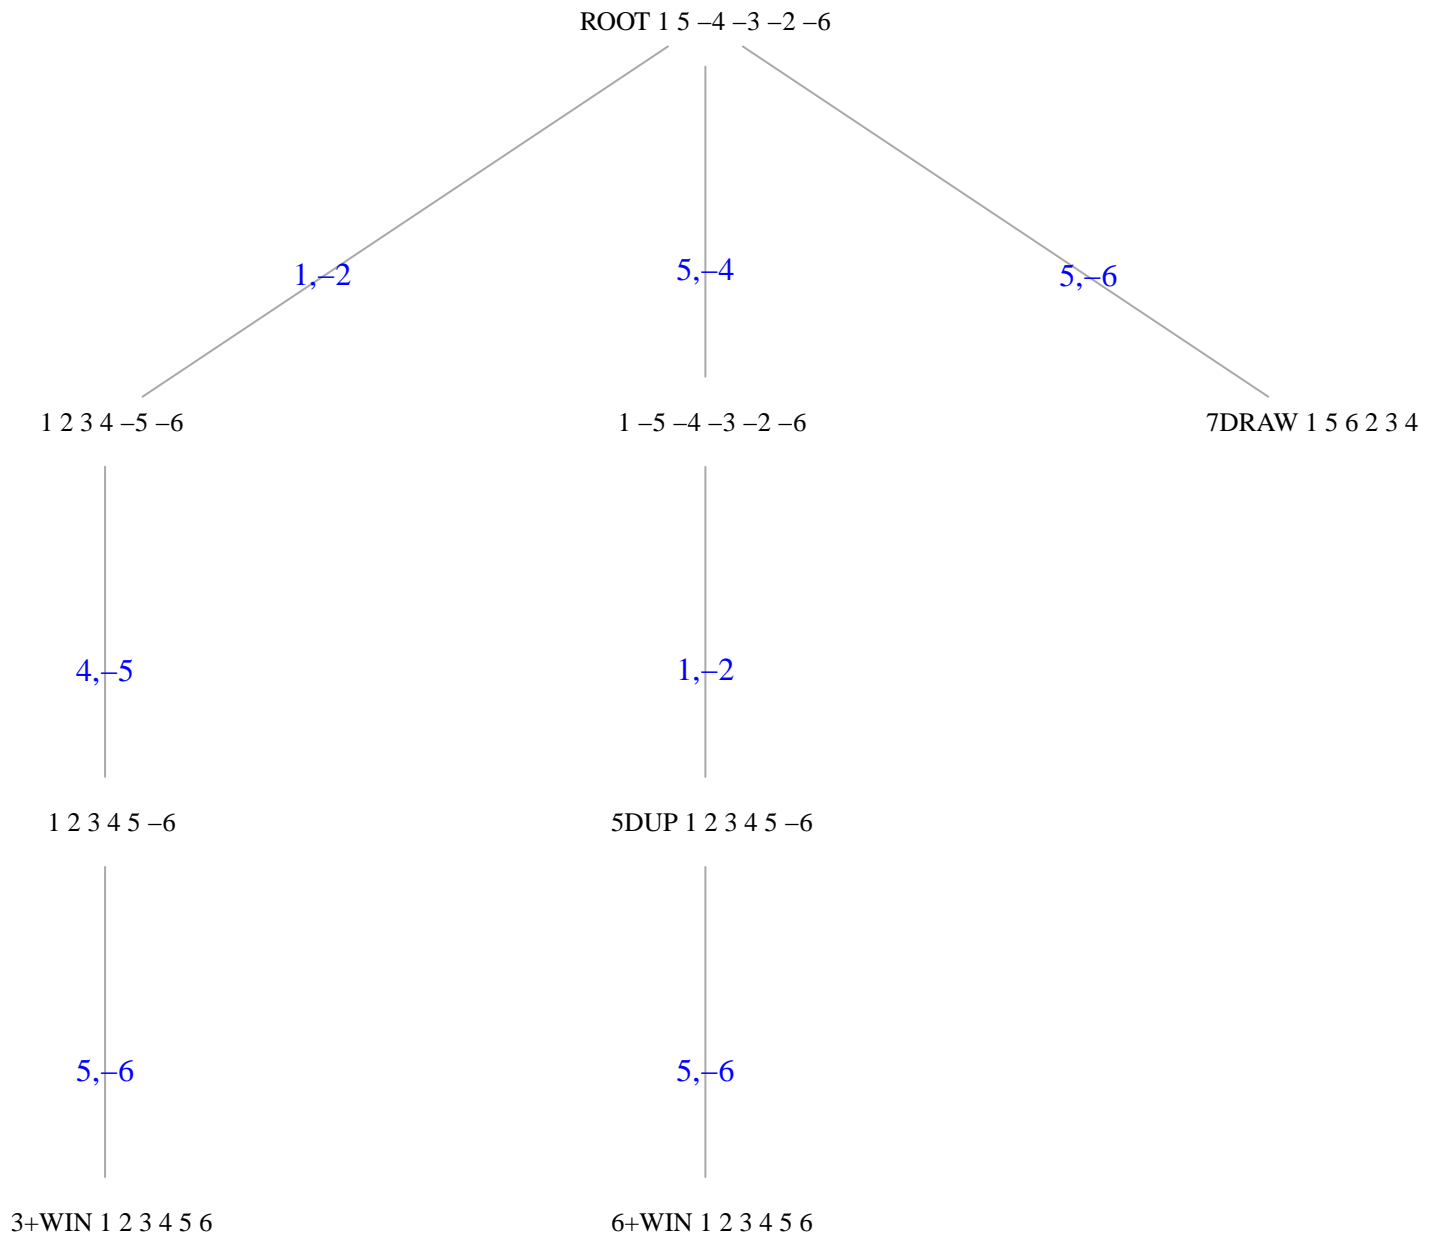 ROOT 1 5 –4 –3 –2 –6
1,–2
5,–4
5,–6
1 2 3 4 –5 –6
1 –5 –4 –3 –2 –6
7DRAW 1 5 6 2 3 4
4,–5
1,–2
1 2 3 4 5 –6
5DUP 1 2 3 4 5 –6
5,–6
5,–6
3+WIN 1 2 3 4 5 6
6+WIN 1 2 3 4 5 6